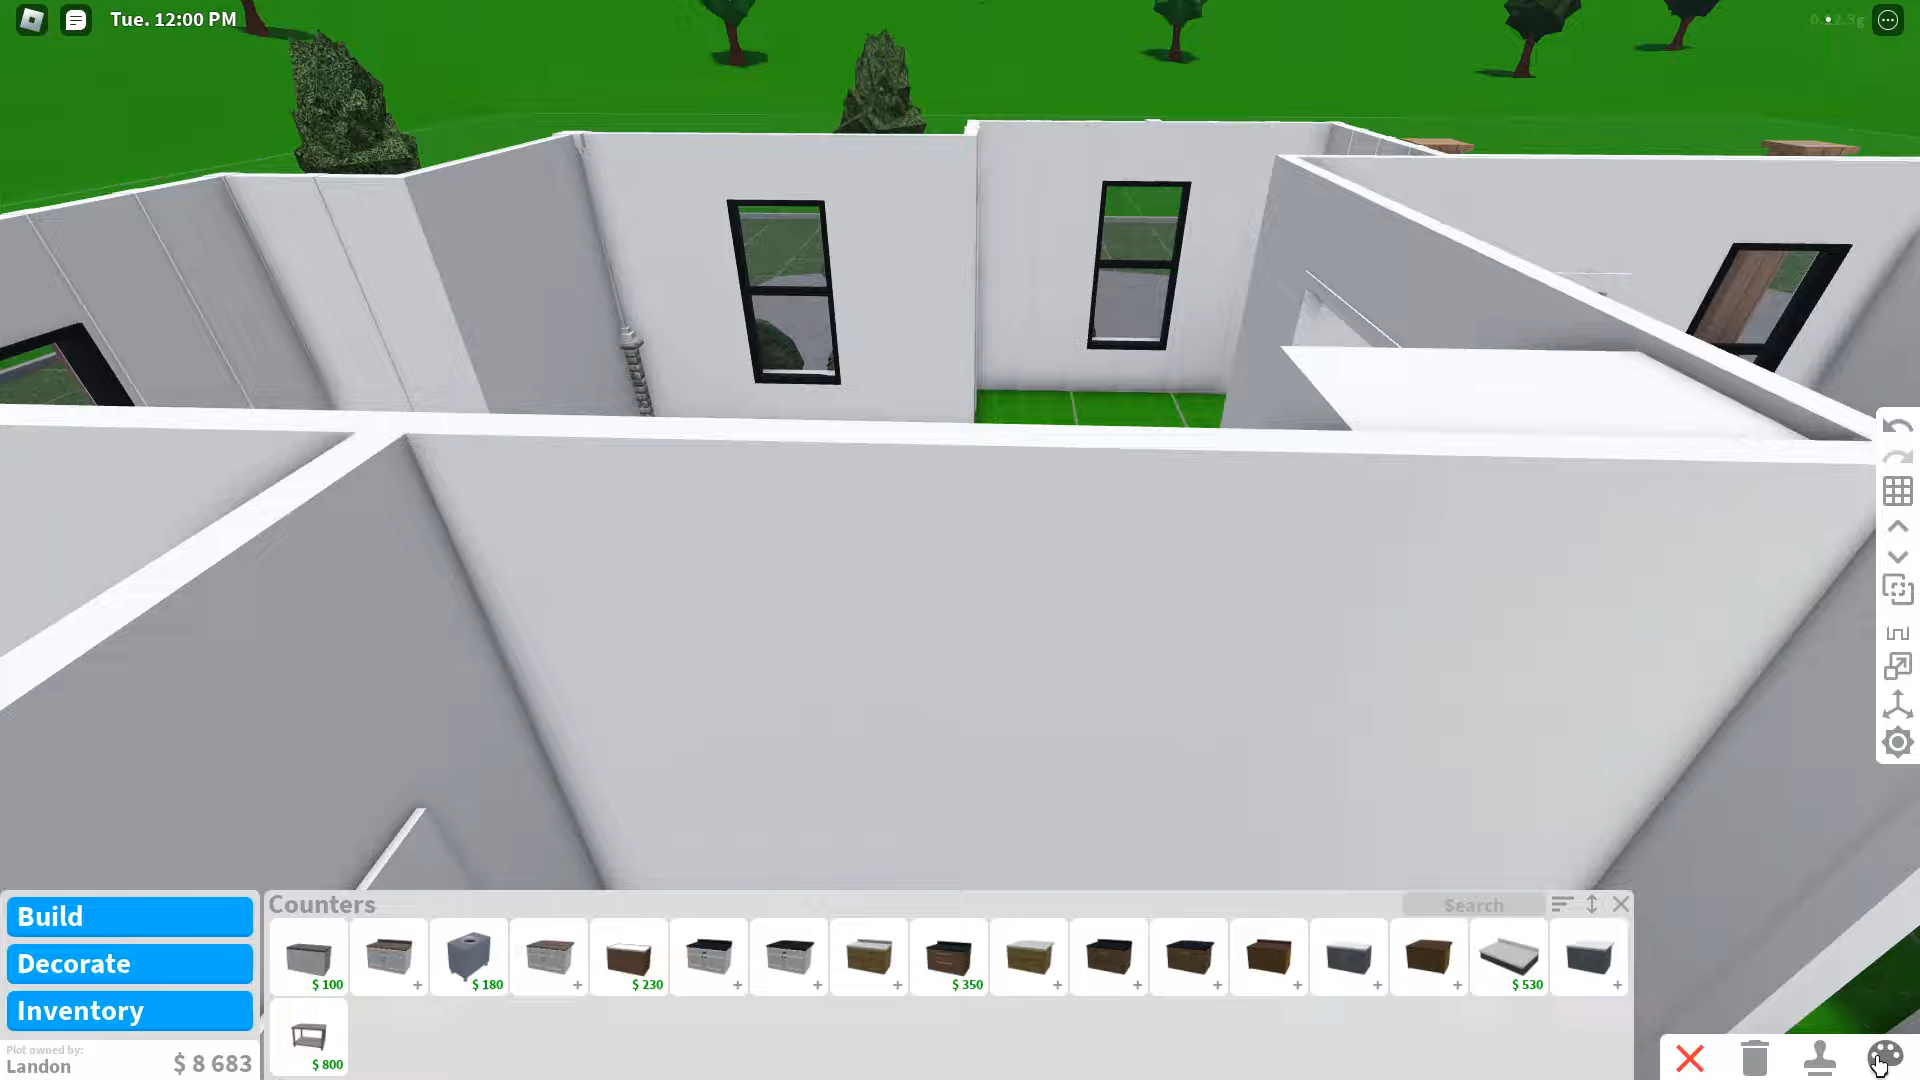 Tue. 12:00 PM
Build
Decorate
Inventory
Plot owned by:
Landon
$ 8 683
Counters
Search
$ 100
+
$ 180
+
$ 230
+
+
+
$ 350
+
+
+
+
+
+
$ 530
+
$ 800